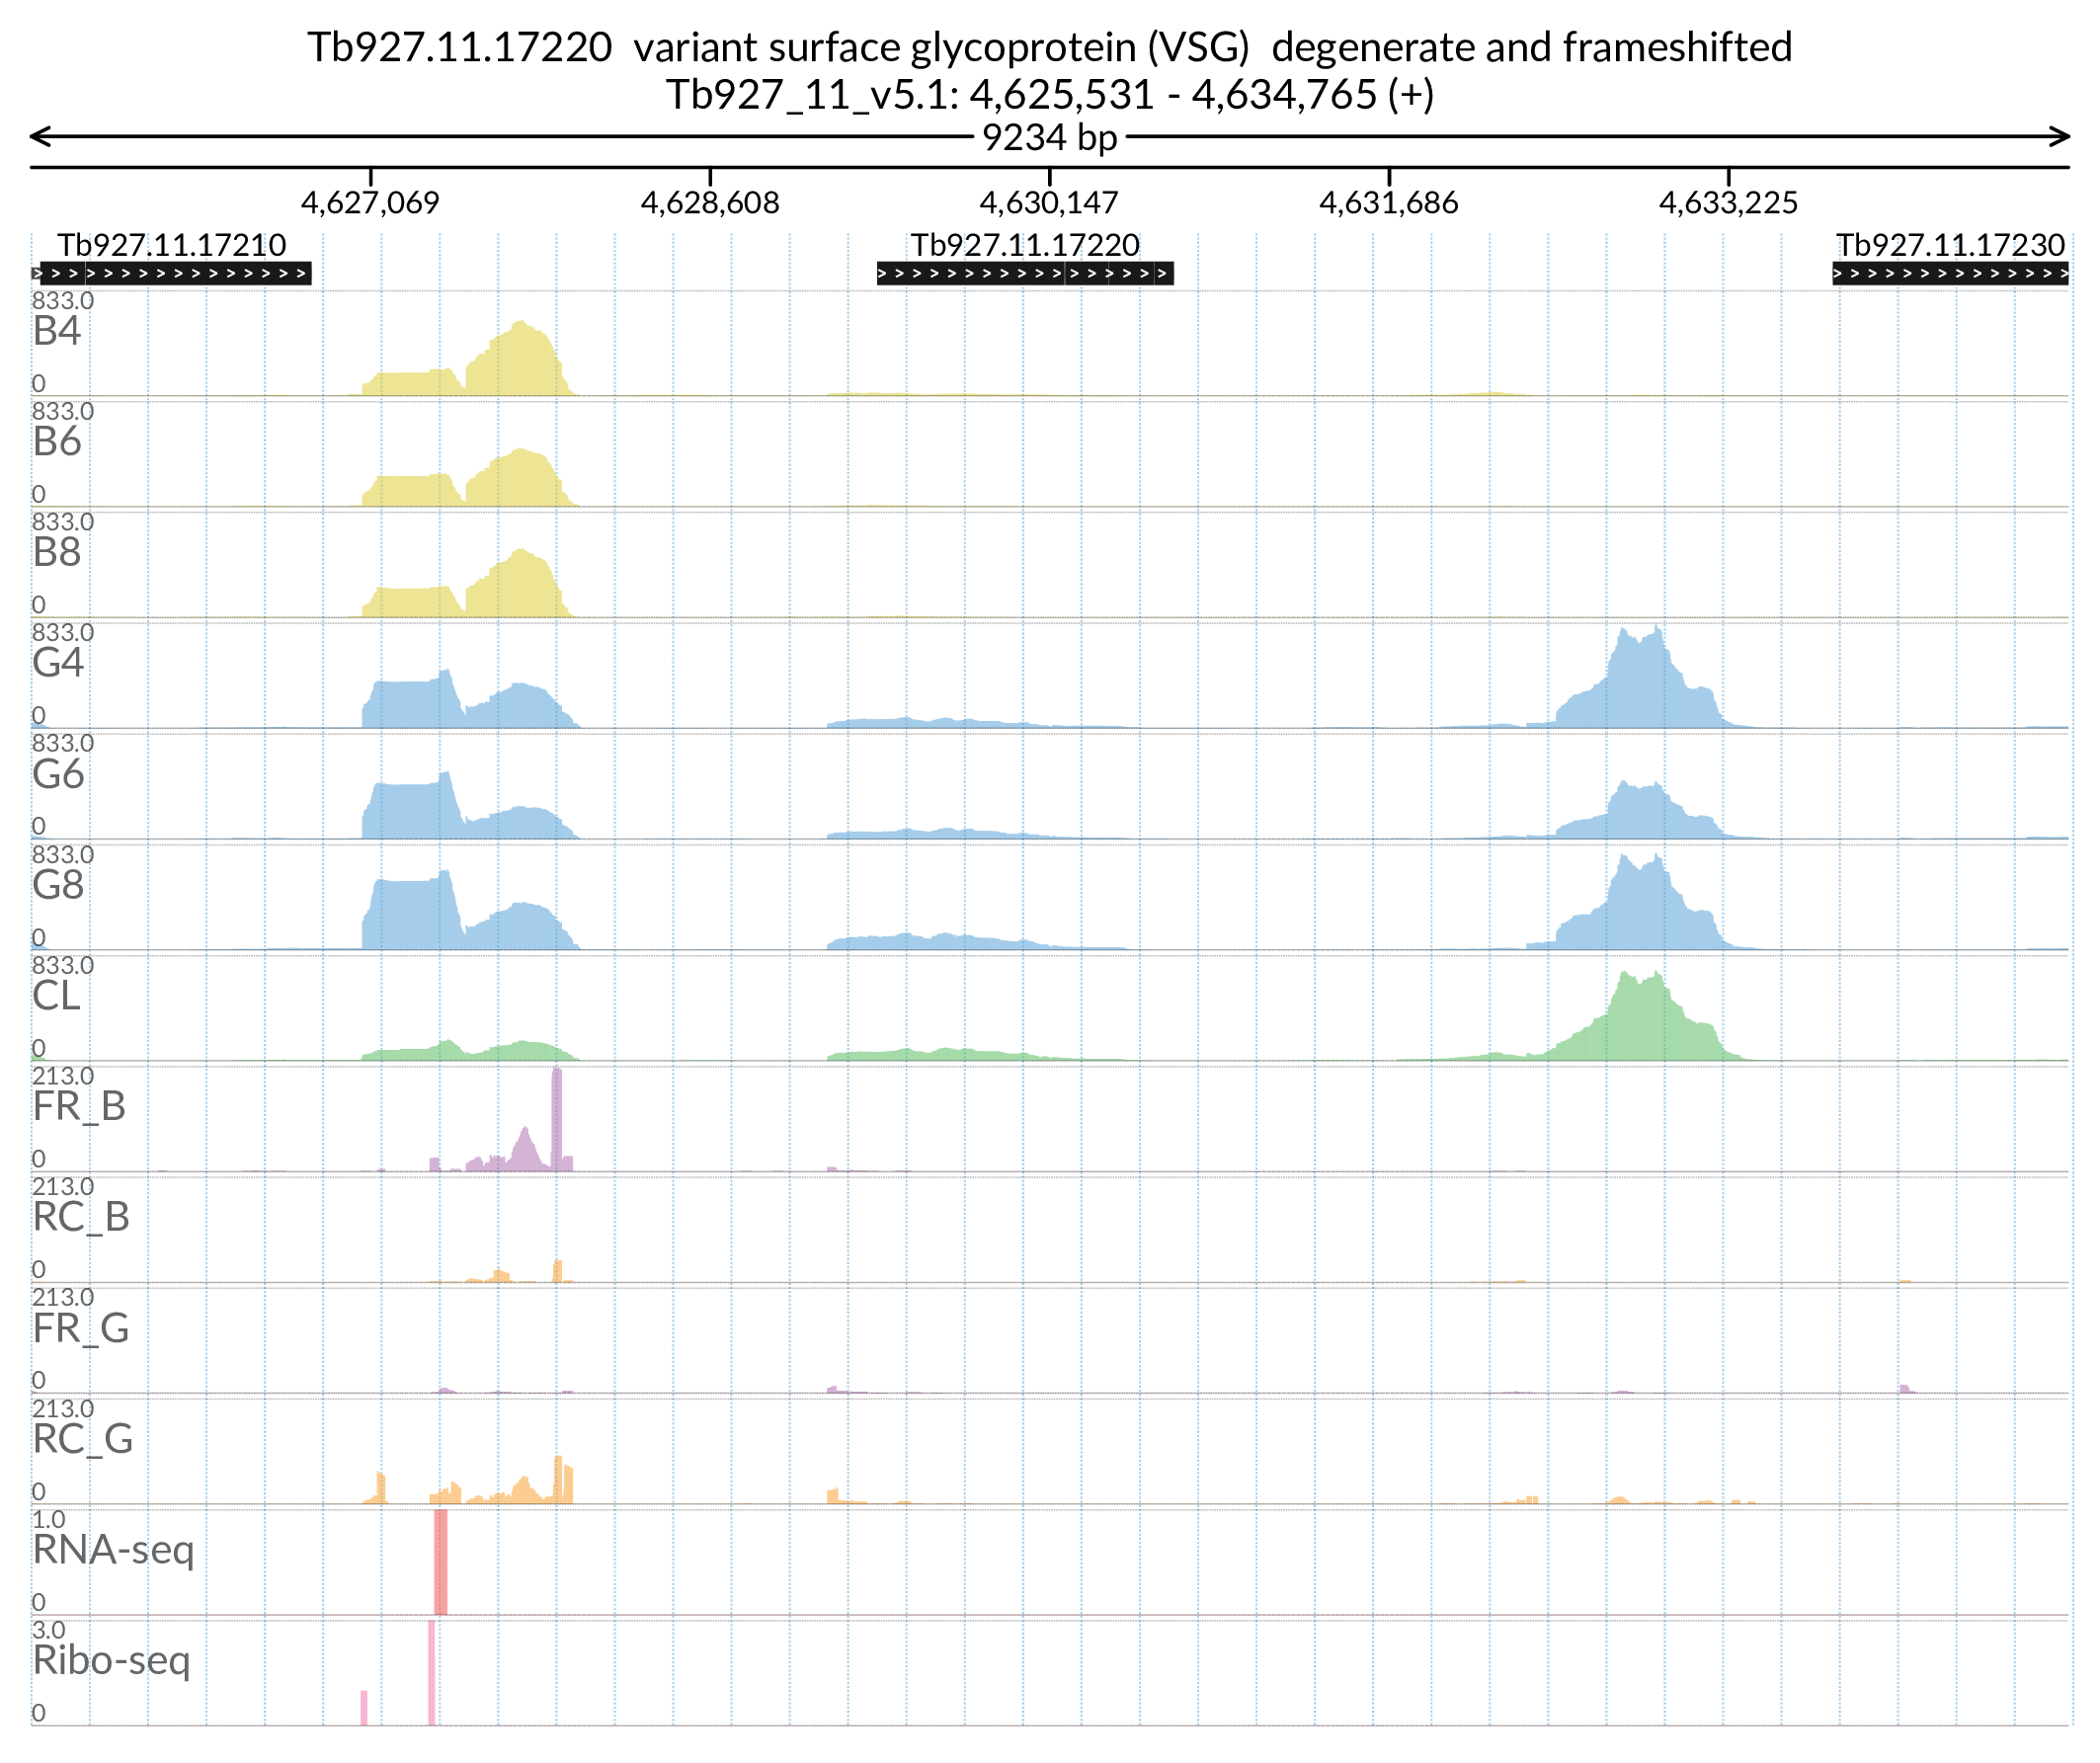 Tb927.11.17220  variant surface glycoprotein (VSG)  degenerate and frameshifted
Tb927_11_v5.1: 4,625,531 - 4,634,765 (+)
9234 bp
4,627,069 4,628,608 4,630,147 4,631,686 4,633,225
Tb927.11.17210 Tb927.11.17220 Tb927.11.17230
833.0
B4
0
833.0
B6
0
833.0
B8
0
833.0
G4
0
833.0
G6
0
833.0
G8
0
833.0
CL
0
213.0
FR_B
0
213.0
RC_B
0
213.0
FR_G
0
213.0
RC_G
0
1.0
RNA-seq
0
3.0
Ribo-seq
0